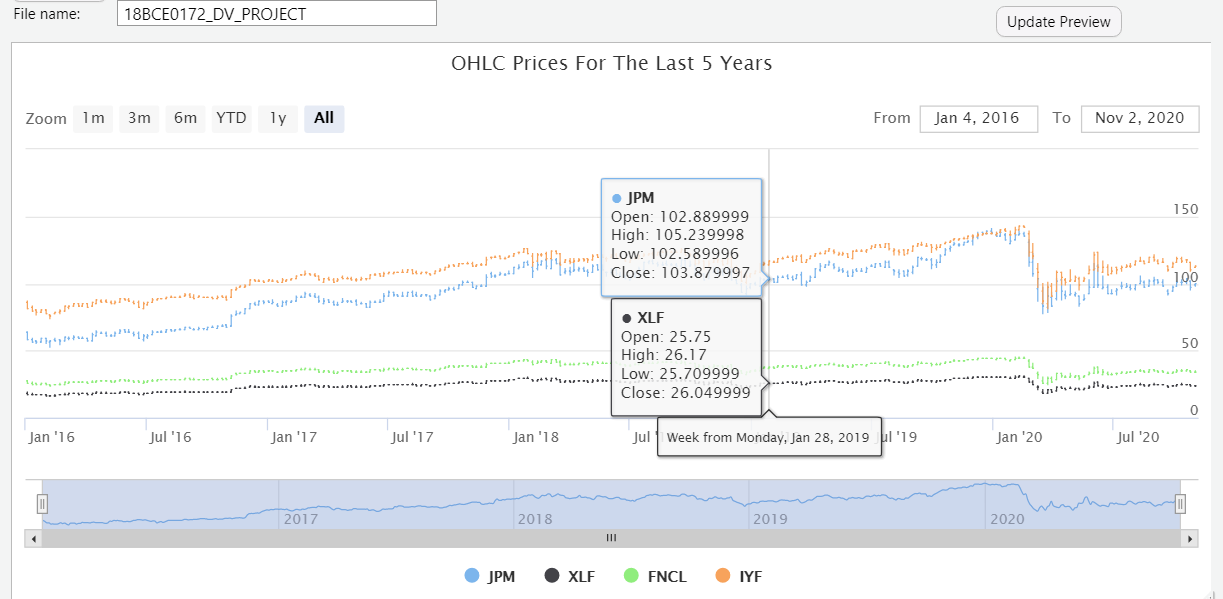 File name: 18BCE0172_DV_PROJECT
Update Preview
OHLC Prices For The Last 5 Years
Zoom 1m 3m 6m YTD 1y All From Jan 4, 2016 To Nov 2, 2020
JPM
Open: 102.889999
High: 105.239998
Low: 102.589996
Close: 103.879997
150
100
XLF
Open: 25.75
High: 26.17
Low: 25.709999
Close: 26.049999
50
0
Jan '16 Jul '16 Jan '17 Jul '17 Jan '18 Jul '19 Jan '20 Jul '20
Week from Monday, Jan 28, 2019
2017 2018 2019 2020
JPM XLF FNCL IYF